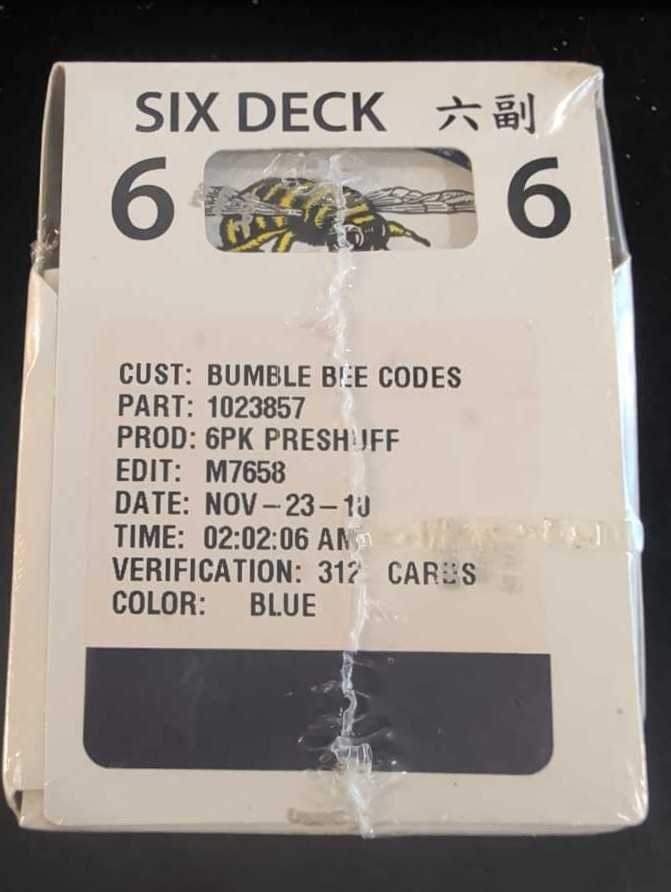 SIX DECK 六副
6 6
CUST: BUMBLE BEE CODES
PART: 1023857
PROD: 6PK PRESHUFF
EDIT: M7658
DATE: NOV-23-10
TIME: 02:02:06 AM
VERIFICATION: 312 CARDS
COLOR: BLUE